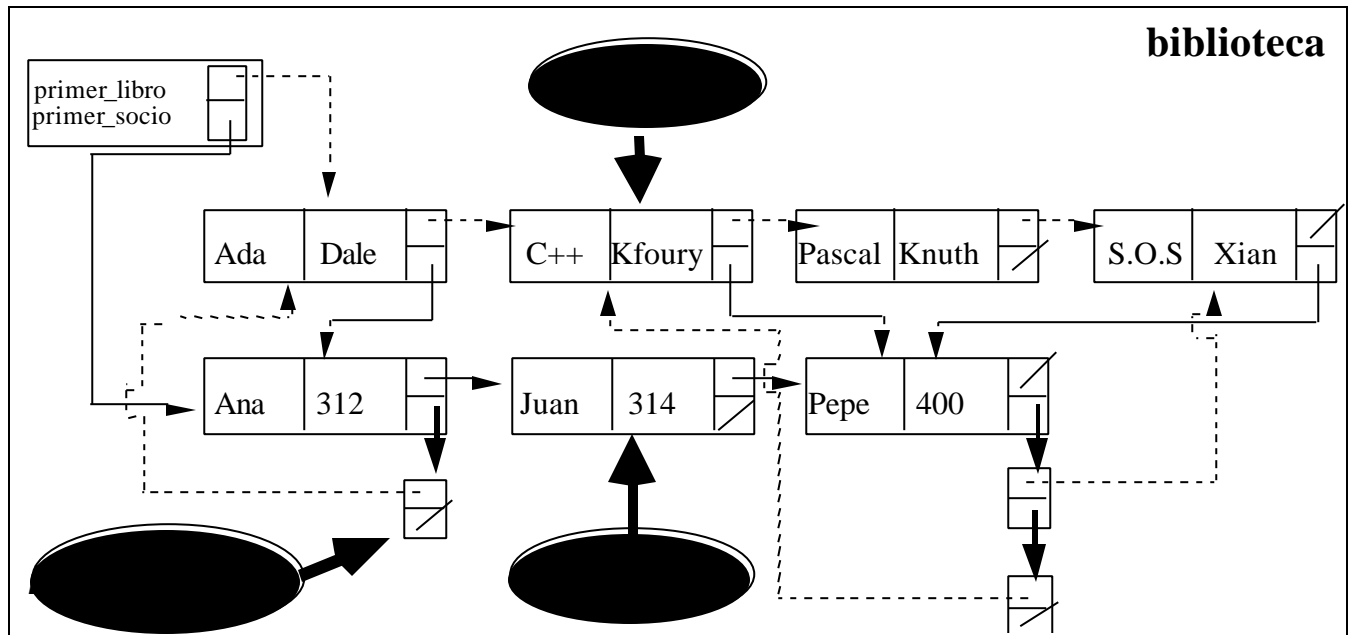 biblioteca
primer_libro
primer_socio
Ada Dale
C++ Kfoury
Pascal Knuth
S.O.S Xian
Ana 312
Juan 314
Pepe 400